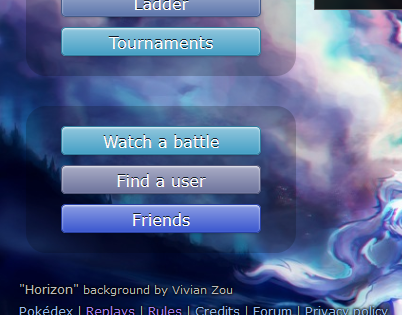 Ladder
Tournaments
Watch a battle
Find a user
Friends
"Horizon" background by Vivian Zou
Pokédex | Replays | Rules | Credits | Forum | Privacy policy